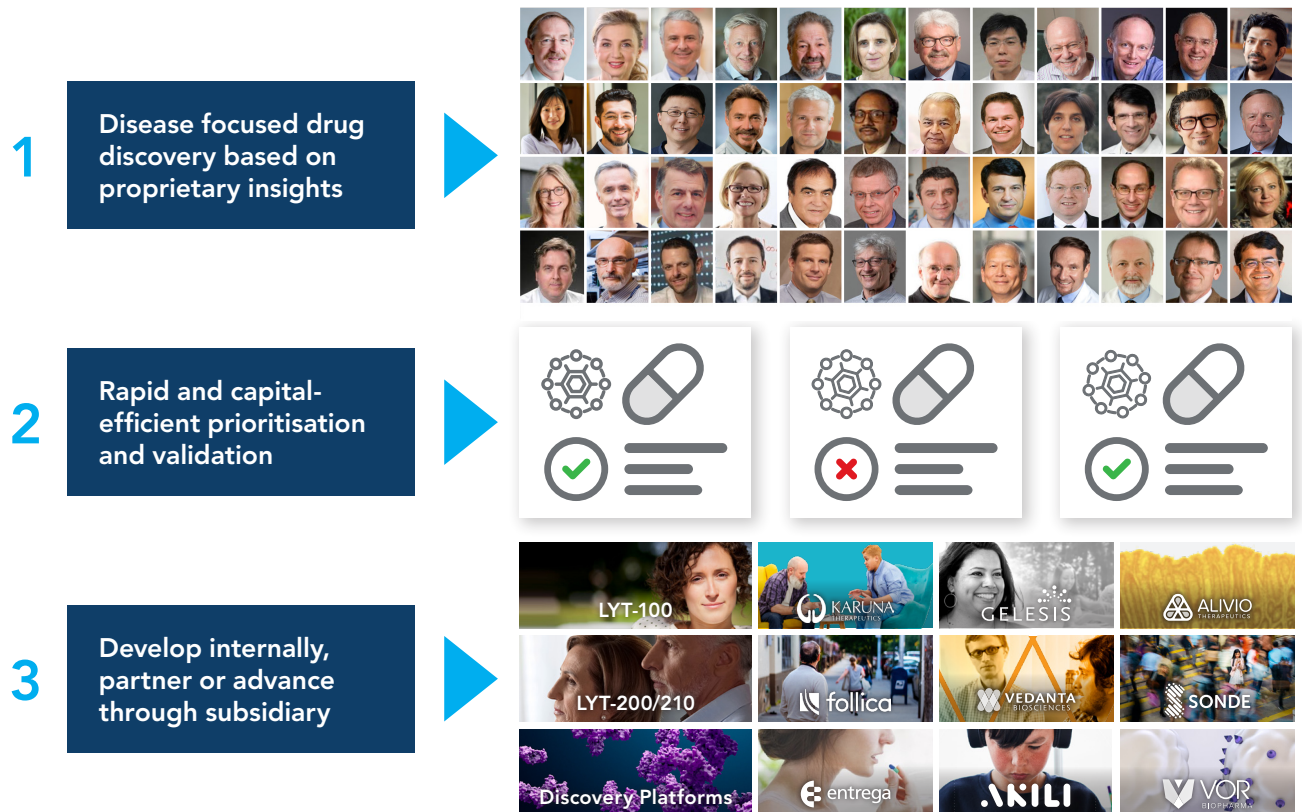 1
Disease focused drug
discovery based on
proprietary insights
2
Rapid and capital-
efficient prioritisation
and validation
3
Develop internally,
partner or advance
through subsidiary
LYT-100
KARUNA
THERAPEUTICS
GELESIS
ALIVIO
THERAPEUTICS
LYT-200/210
follica
VEDANTA
BIOSCIENCES
SONDE
Discovery Platforms
entrega
AKILI
VOR
BIOPHARMA